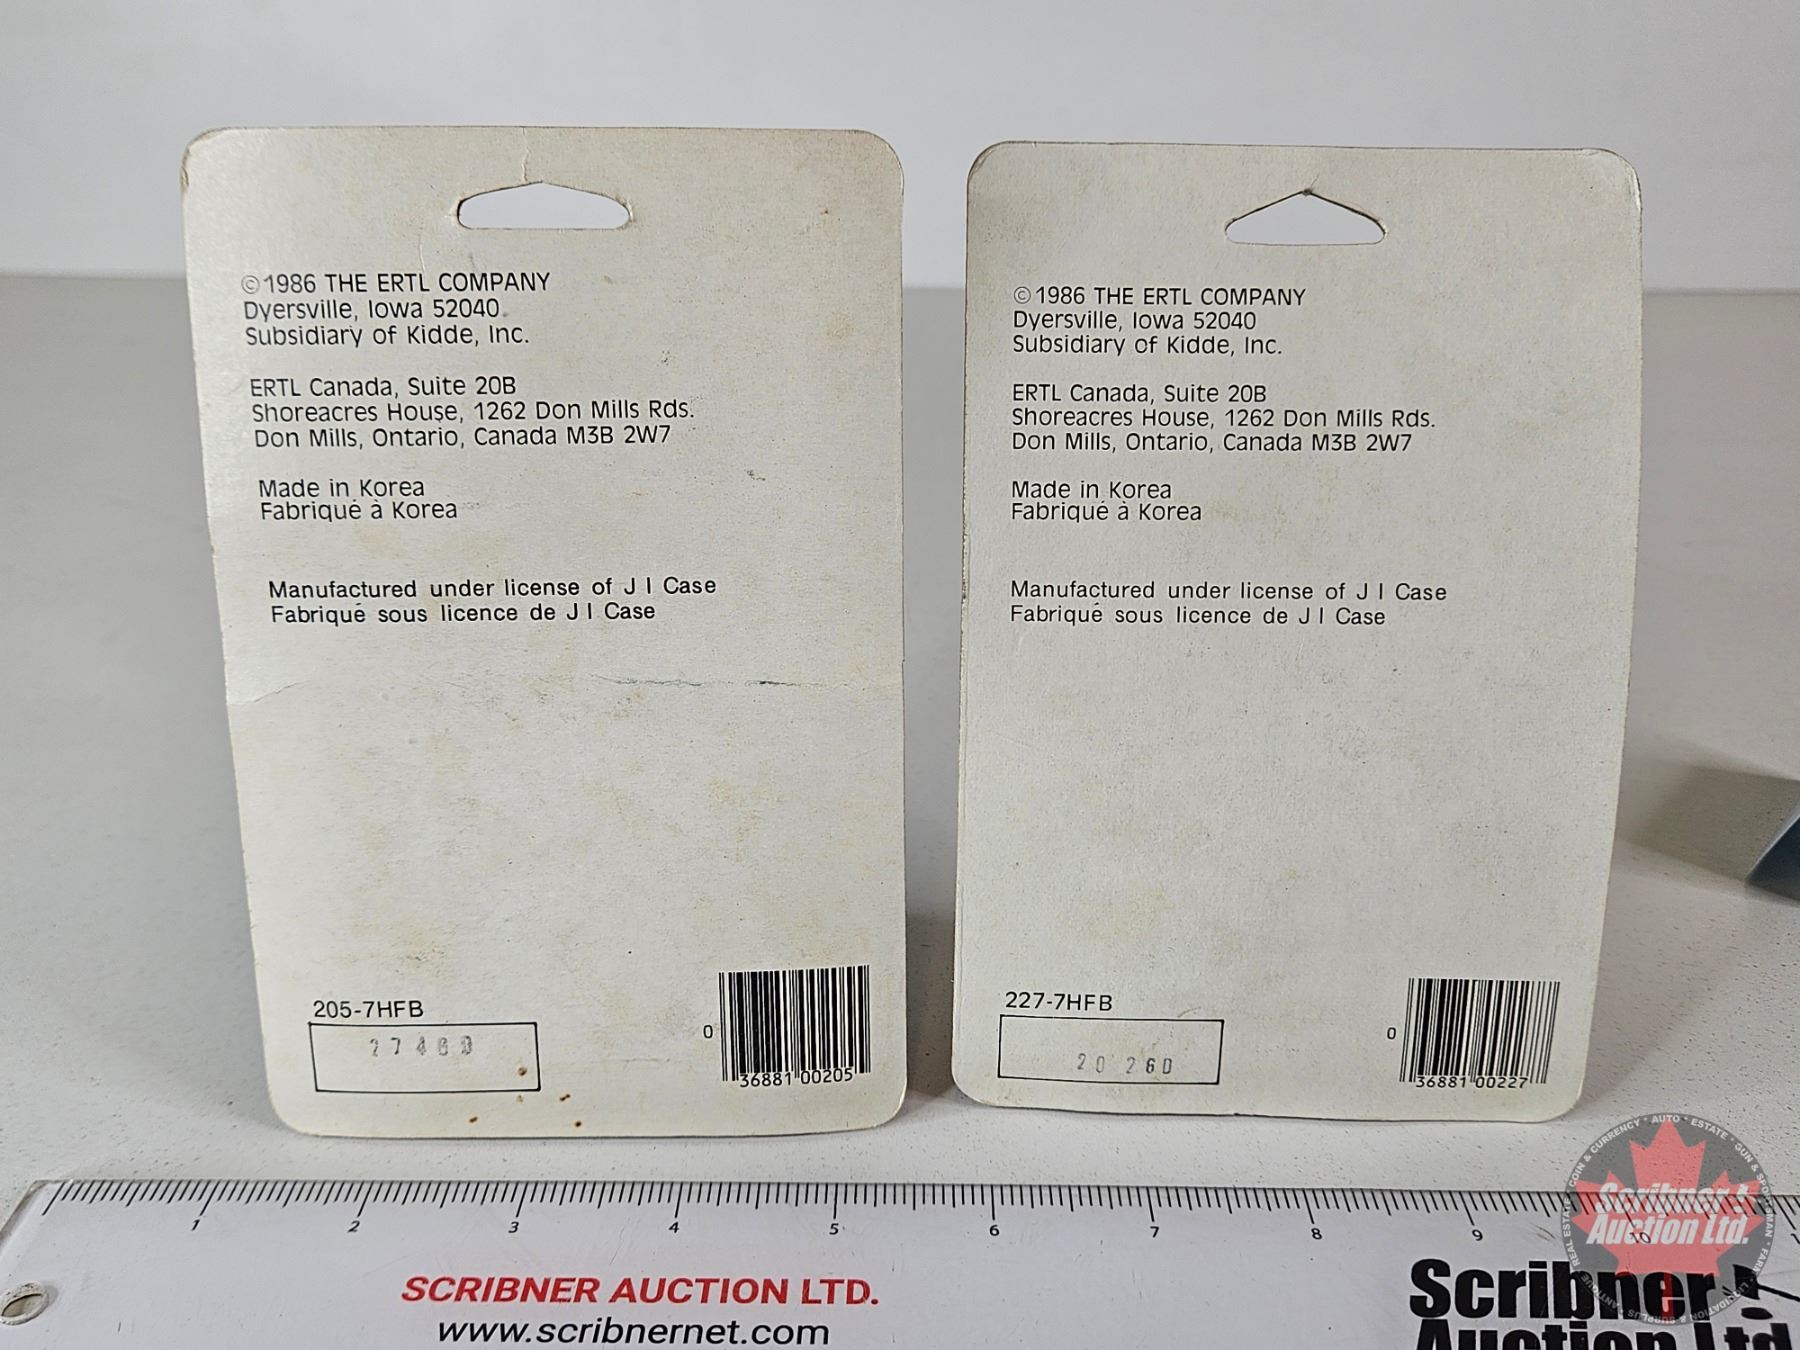 ©1986 THE ERTL COMPANY
Dyersville, Iowa 52040
Subsidiary of Kidde, Inc.
ERTL Canada, Suite 20B
Shoreacres House, 1262 Don Mills Rds.
Don Mills, Ontario, Canada M3B 2W7
Made in Korea
Fabriqué à Korea
Manufactured under license of J I Case
Fabriqué sous licence de J I Case
205-7HFB
0
36881 00205
©1986 THE ERTL COMPANY
Dyersville, Iowa 52040
Subsidiary of Kidde, Inc.
ERTL Canada, Suite 20B
Shoreacres House, 1262 Don Mills Rds.
Don Mills, Ontario, Canada M3B 2W7
Made in Korea
Fabriqué à Korea
Manufactured under license of J I Case
Fabriqué sous licence de J I Case
227-7HFB
20 26D
0
36881 00227
1 2 3 4 5 6 7 8 9 10
SCRIBNER AUCTION LTD.
www.scribnernet.com
Scribner
Auction Ltd
Scribner
Auction Ltd.